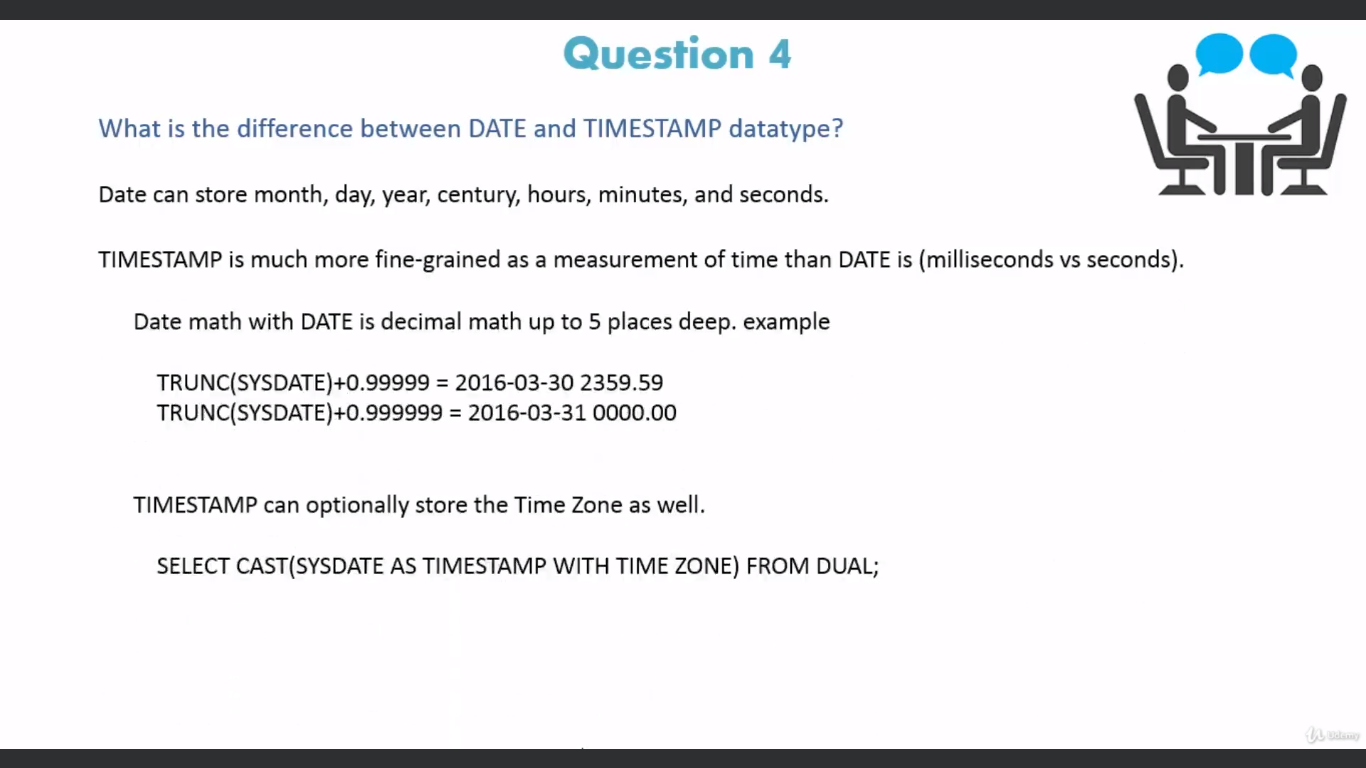 Question 4
What is the difference between DATE and TIMESTAMP datatype?
Date can store month, day, year, century, hours, minutes, and seconds.
TIMESTAMP is much more fine-grained as a measurement of time than DATE is (milliseconds vs seconds).
Date math with DATE is decimal math up to 5 places deep. example
TRUNC(SYSDATE)+0.99999 = 2016-03-30 2359.59
TRUNC(SYSDATE)+0.999999 = 2016-03-31 0000.00
TIMESTAMP can optionally store the Time Zone as well.
SELECT CAST(SYSDATE AS TIMESTAMP WITH TIME ZONE) FROM DUAL;
Udemy